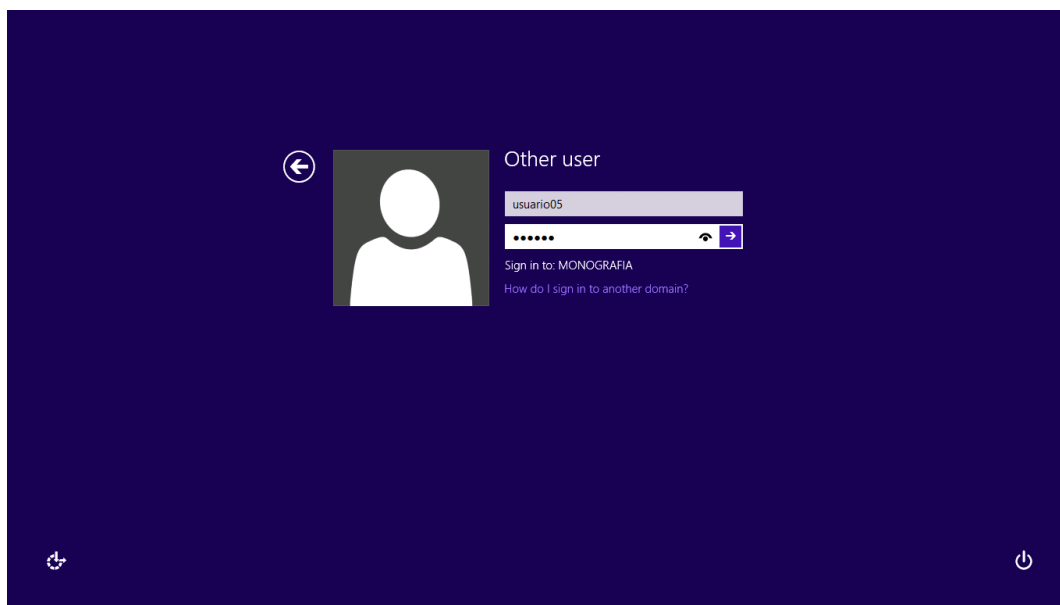 Other user
usuario05
••••••
Sign in to: MONOGRAFIA
How do I sign in to another domain?